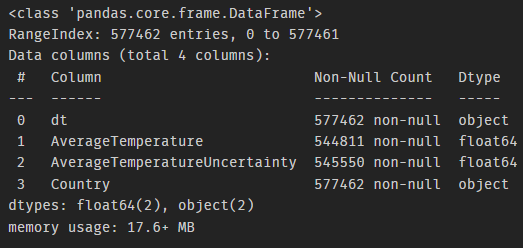 <class 'pandas.core.frame.DataFrame'>
RangeIndex: 577462 entries, 0 to 577461
Data columns (total 4 columns):
 #   Column                         Non-Null Count   Dtype
---  ------                         --------------   -----
 0   dt                             577462 non-null  object
 1   AverageTemperature             544811 non-null  float64
 2   AverageTemperatureUncertainty  545550 non-null  float64
 3   Country                        577462 non-null  object
dtypes: float64(2), object(2)
memory usage: 17.6+ MB